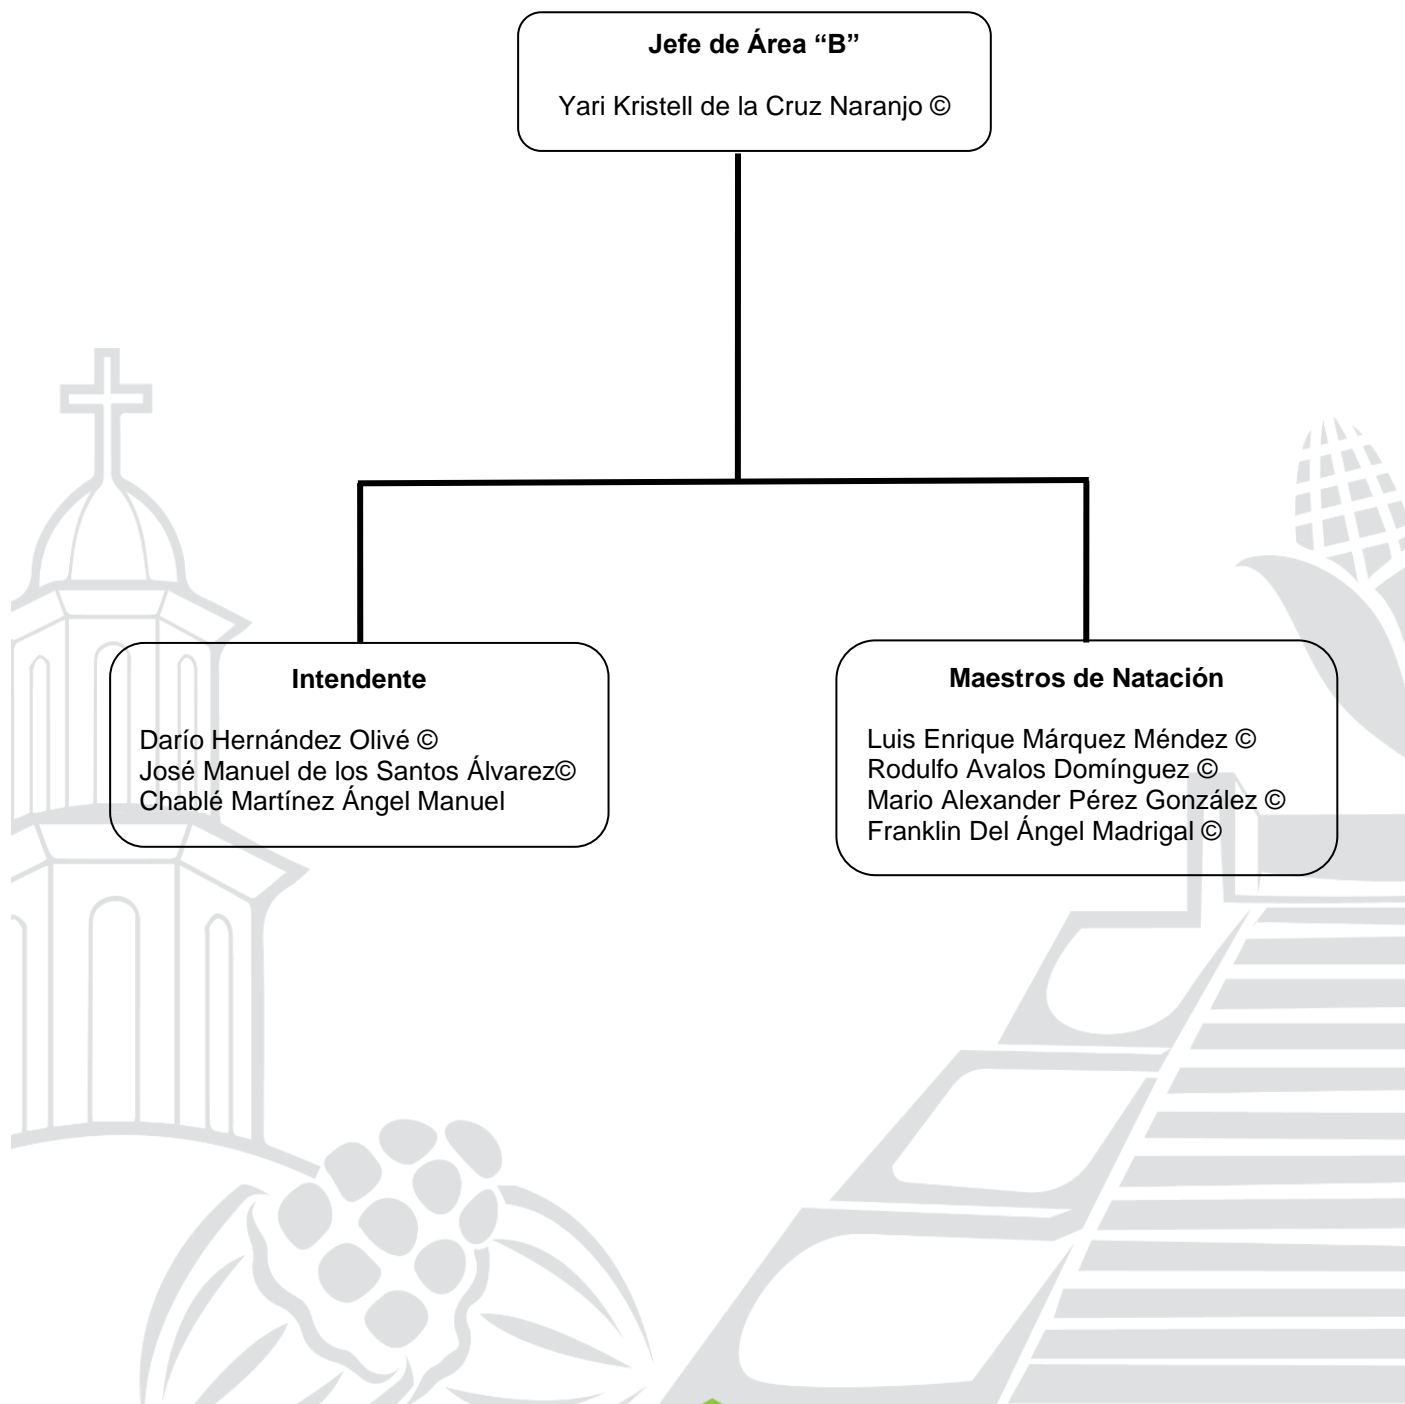 Jefe de Área “B”
Yari Kristell de la Cruz Naranjo ©
Intendente
Darío Hernández Olivé ©
José Manuel de los Santos Álvarez©
Chablé Martínez Ángel Manuel
Maestros de Natación
Luis Enrique Márquez Méndez ©
Rodulfo Avalos Domínguez ©
Mario Alexander Pérez González ©
Franklin Del Ángel Madrigal ©